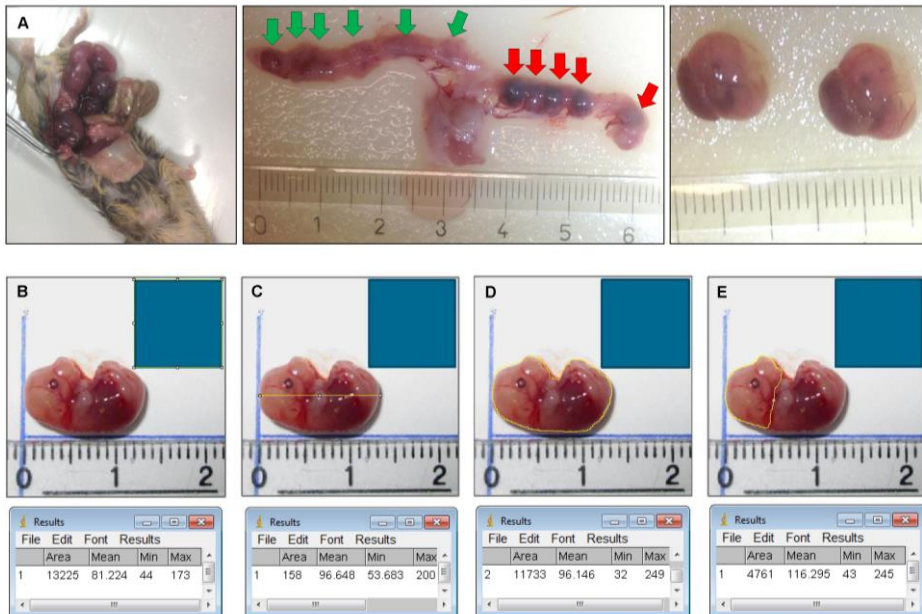 A
0 1 2 3 4 5 6
B
C
D
E
0 1 2
0 1 2
0 1 2
0 1 2
Results
File Edit Font Results
Area Mean Min Max
1 13225 81.224 44 173
Results
File Edit Font Results
Area Mean Min Max
1 158 96.648 53.683 200
Results
File Edit Font Results
Area Mean Min Max
2 11733 96.146 32 249
Results
File Edit Font Results
Area Mean Min Max
1 4761 116.295 43 245